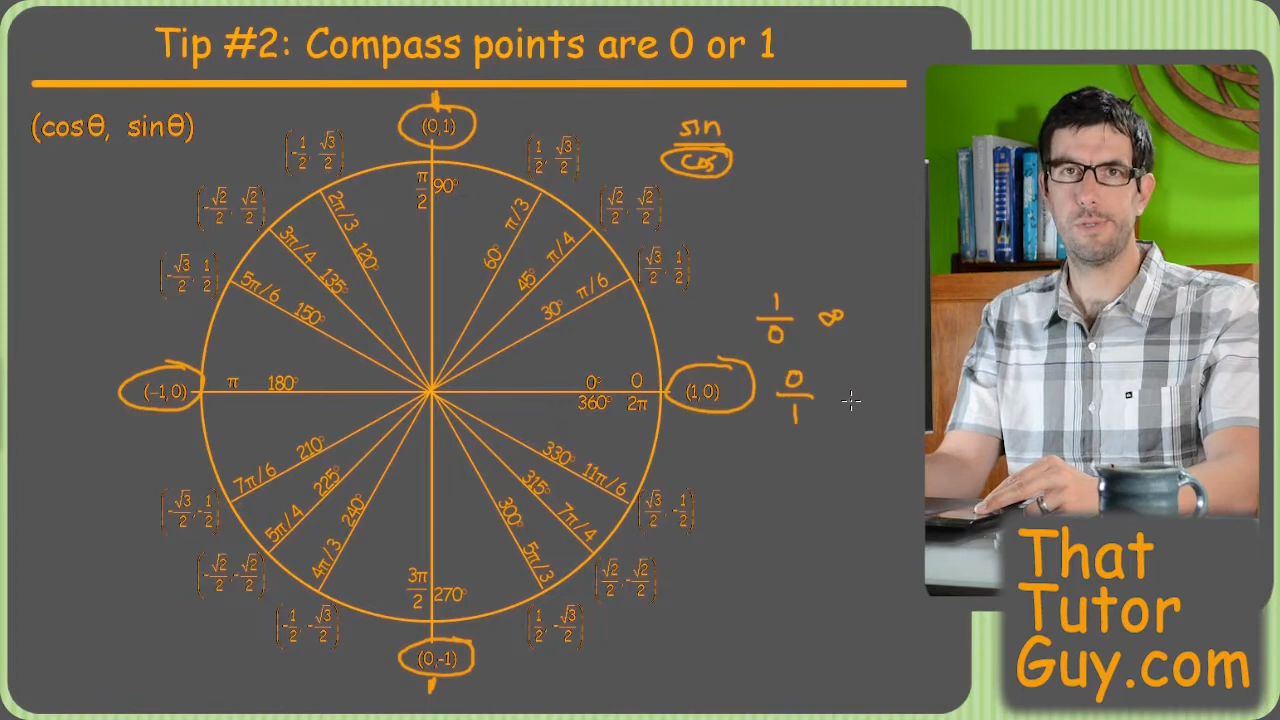 Tip #2: Compass points are 0 or 1
(cosθ, sinθ)
(0,1)
sin
cos
(-1/2, √3/2)
(1/2, √3/2)
(-√2/2, √2/2)
(√2/2, √2/2)
(-√3/2, 1/2)
(√3/2, 1/2)
π/2 90°
2π/3 120°
π/3 60°
3π/4 135°
π/4 45°
5π/6 150°
π/6 30°
1/0 ∞
0/1
(-1,0)
π 180°
0° 0
360° 2π
(1,0)
210° 7π/6
330° 11π/6
225° 5π/4
315° 7π/4
240° 4π/3
300° 5π/3
3π/2 270°
(-√3/2, -1/2)
(√3/2, -1/2)
(-√2/2, -√2/2)
(√2/2, -√2/2)
(-1/2, -√3/2)
(1/2, -√3/2)
(0,-1)
That
Tutor
Guy.com